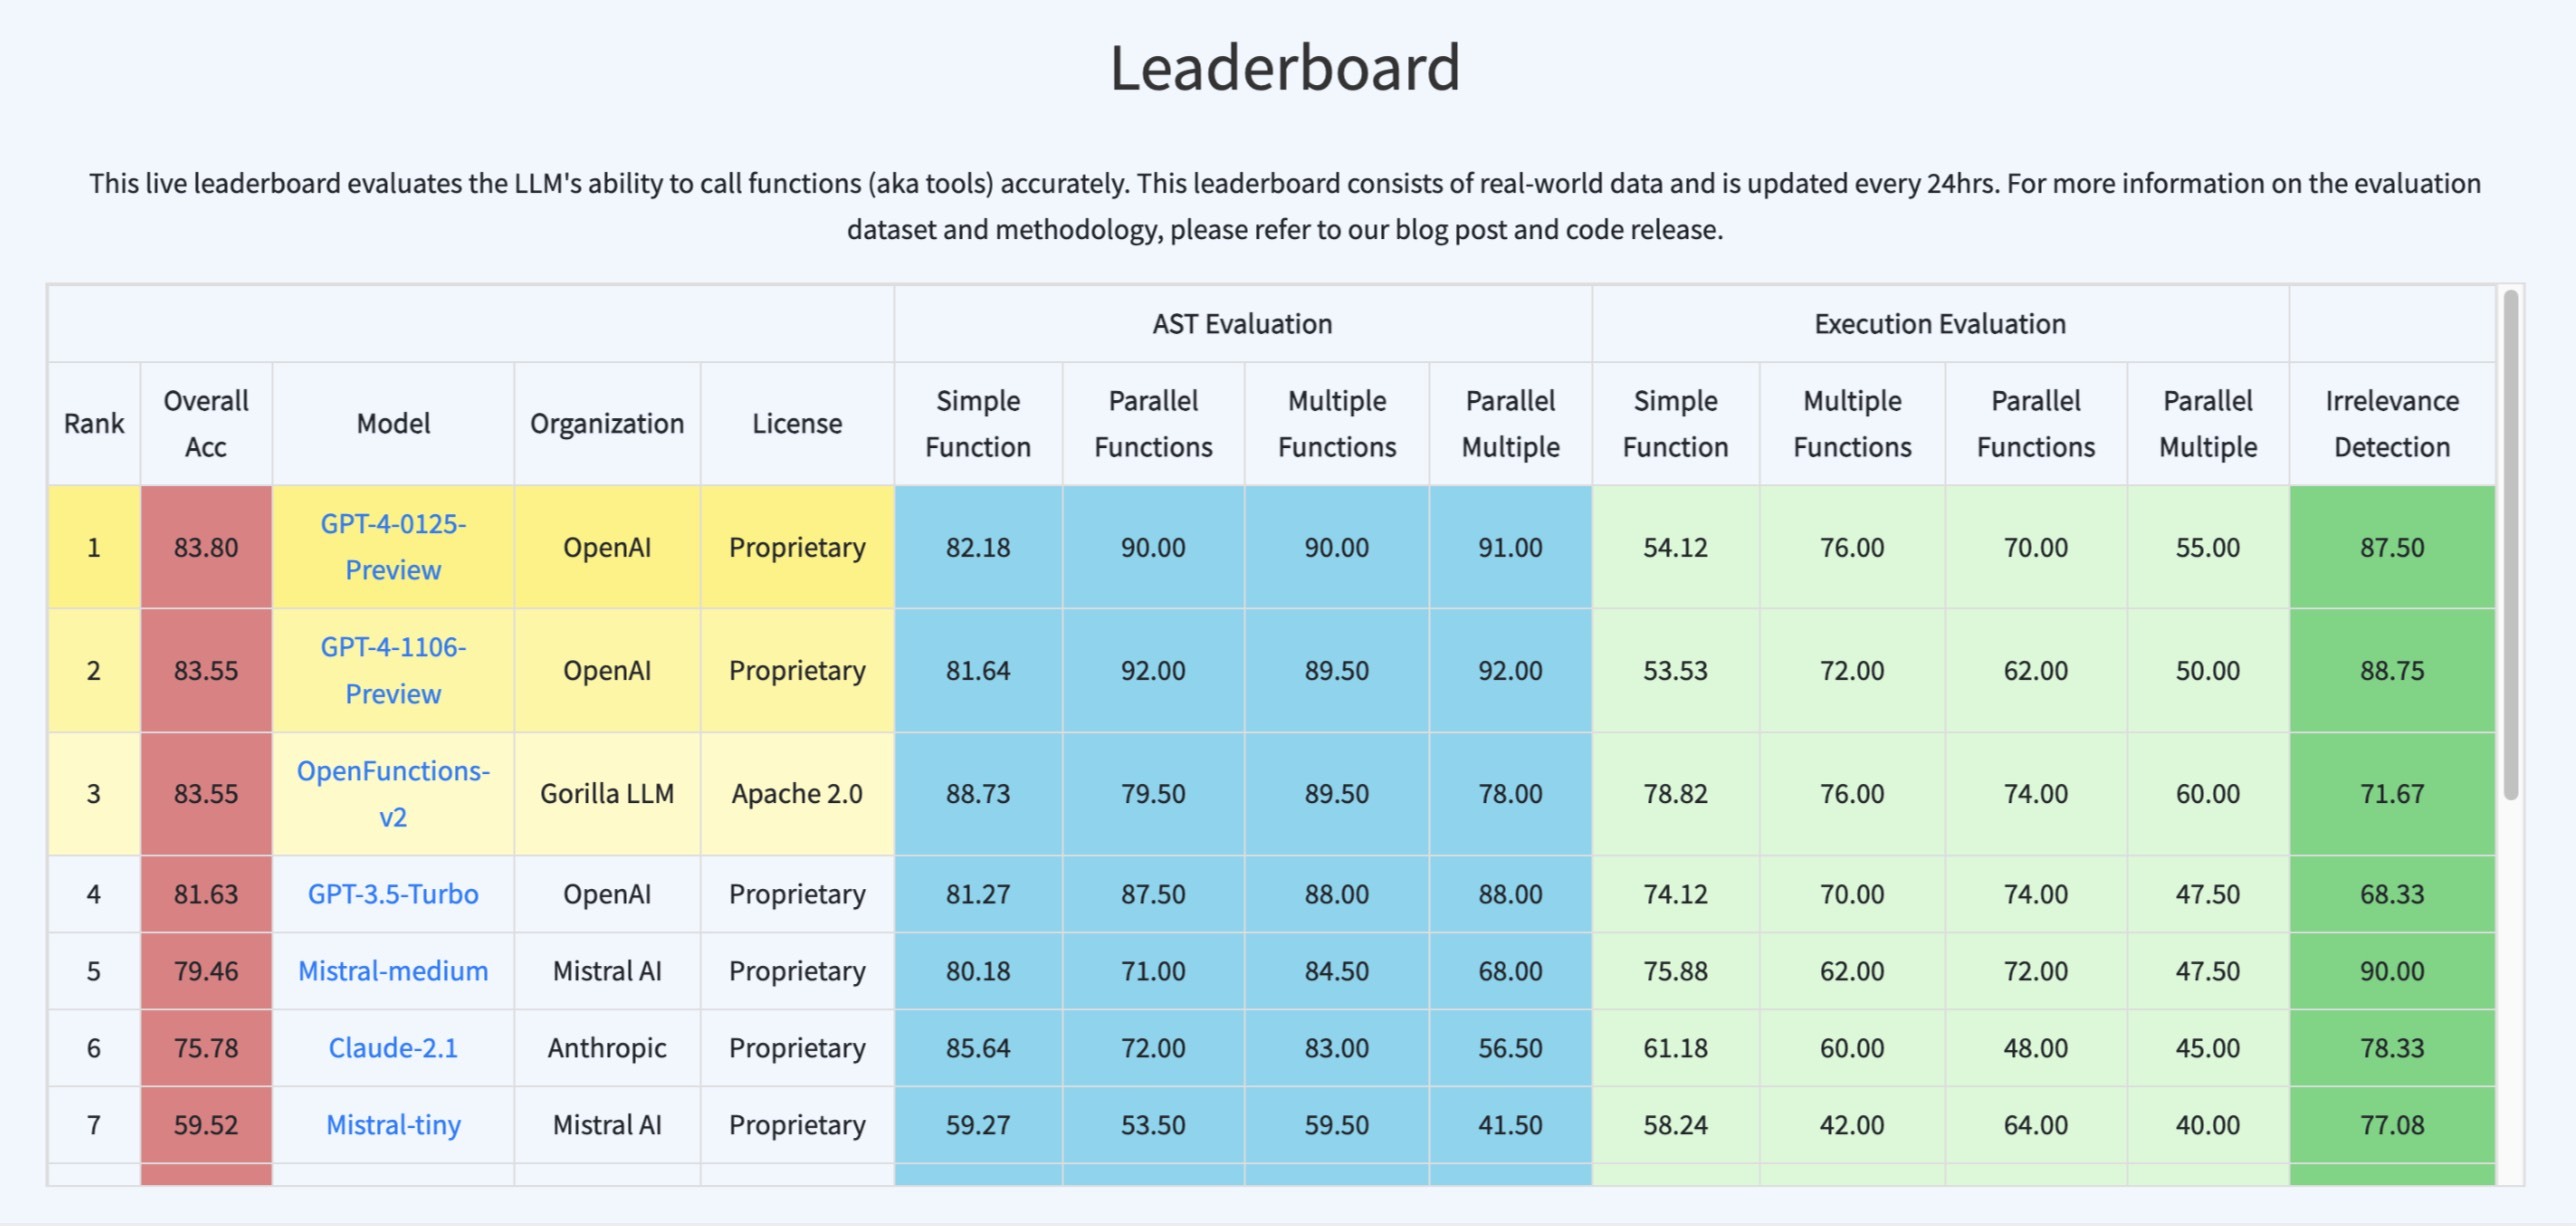 Leaderboard
This live leaderboard evaluates the LLM's ability to call functions (aka tools) accurately. This leaderboard consists of real-world data and is updated every 24hrs. For more information on the evaluation
dataset and methodology, please refer to our blog post and code release.
AST Evaluation Execution Evaluation
Rank Overall Acc Model Organization License Simple Function Parallel Functions Multiple Functions Parallel Multiple Simple Function Multiple Functions Parallel Functions Parallel Multiple Irrelevance Detection
1 83.80 GPT-4-0125-Preview OpenAI Proprietary 82.18 90.00 90.00 91.00 54.12 76.00 70.00 55.00 87.50
2 83.55 GPT-4-1106-Preview OpenAI Proprietary 81.64 92.00 89.50 92.00 53.53 72.00 62.00 50.00 88.75
3 83.55 OpenFunctions-v2 Gorilla LLM Apache 2.0 88.73 79.50 89.50 78.00 78.82 76.00 74.00 60.00 71.67
4 81.63 GPT-3.5-Turbo OpenAI Proprietary 81.27 87.50 88.00 88.00 74.12 70.00 74.00 47.50 68.33
5 79.46 Mistral-medium Mistral AI Proprietary 80.18 71.00 84.50 68.00 75.88 62.00 72.00 47.50 90.00
6 75.78 Claude-2.1 Anthropic Proprietary 85.64 72.00 83.00 56.50 61.18 60.00 48.00 45.00 78.33
7 59.52 Mistral-tiny Mistral AI Proprietary 59.27 53.50 59.50 41.50 58.24 42.00 64.00 40.00 77.08